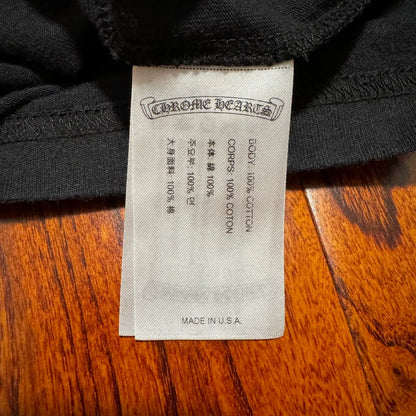 CHROME HEARTS
BODY: 100% COTTON
CORPS: 100% COTON
本体 綿 100%
주요부: 100% 면
大身面料: 100% 棉
MADE IN U.S.A.